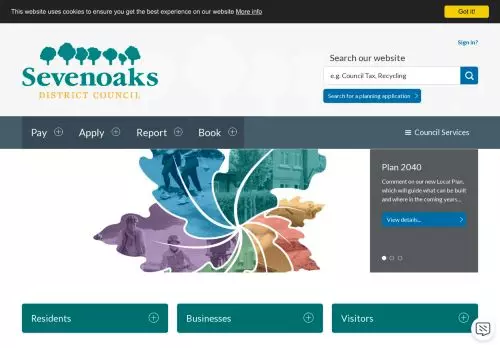 This website uses cookies to ensure you get the best experience on our website More info
Got it!
Sign in?
Sevenoaks
DISTRICT COUNCIL
Search our website
e.g. Council Tax, Recycling
Search for a planning application
Pay
Apply
Report
Book
Council Services
Plan 2040
Comment on our new Local Plan,
which will guide what can be built
and where in the coming years...
View details...
Residents
Businesses
Visitors